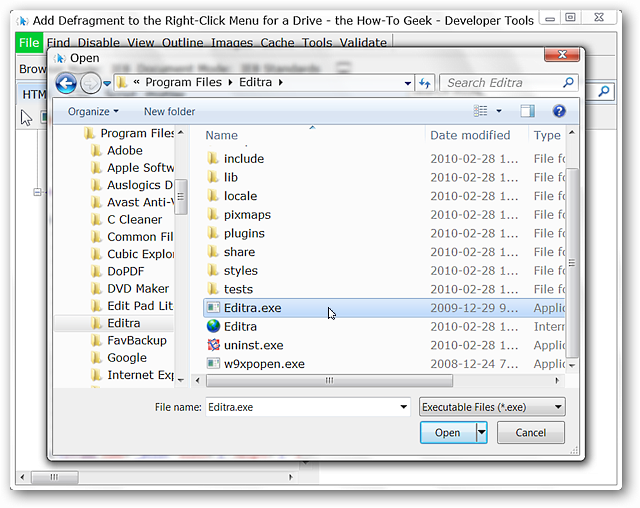 Add Defragment to the RIght-Click Menu for a Drive - the How-To Geek - Developer Tools
File Find Disable View Outline Images Cache Tools Validate
Open
« Program Files Editra
Search Editra
Organize New folder
Name Date modified Type
Program Files
Adobe
Apple Softw
Auslogics D
Avast Anti-
C Cleaner
Common Fil
Cubic Explo
DoPDF
DVD Maker
Edit Pad Lit
Editra
FavBackup
Google
Internet Exp
include 2010-02-28 1... File fo
lib 2010-02-28 1... File fo
locale 2010-02-28 1... File fo
pixmaps 2010-02-28 1... File fo
plugins 2010-02-28 1... File fo
share 2010-02-28 1... File fo
styles 2010-02-28 1... File fo
tests 2010-02-28 1... File fo
Editra.exe 2009-12-29 9... Applic
Editra 2010-02-28 1... Intern
uninst.exe 2010-02-28 1... Applic
w9xpopen.exe 2008-12-24 7... Applic
File name: Editra.exe Executable Files (*.exe)
Open Cancel